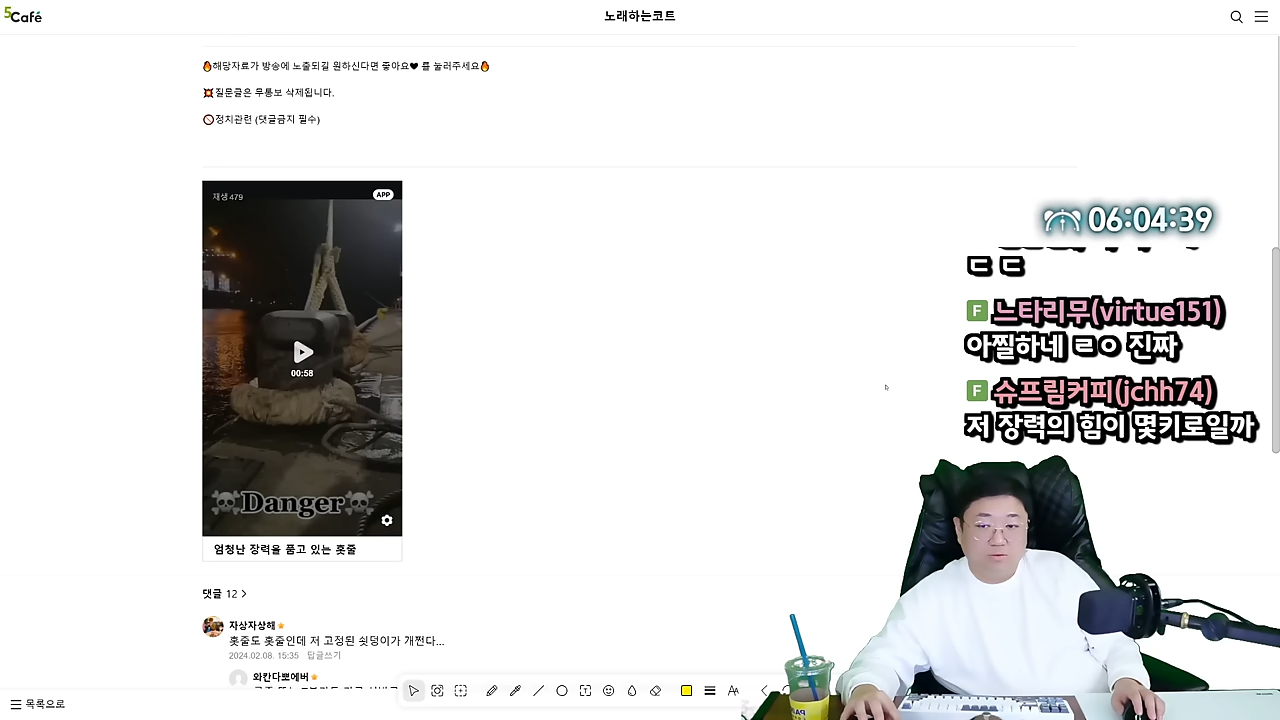 5Café
노래하는코트
🔥해당자료가 방송에 노출되길 원하신다면 좋아요❤ 를 눌러주세요🔥
💥질문글은 무통보 삭제됩니다.
🚫정치관련 (댓글금지 필수)
재생 479
APP
00:58
☠Danger☠
엄청난 장력을 품고 있는 홋줄
06:04:39
ㄷㄷ
F 느타리무(virtue151)
아찔하네 ㄹㅇ 진짜
F 슈프림커피(jchh74)
저 장력의 힘이 몇키로일까
댓글 12 >
자상자상해
홋줄도 홋줄인데 저 고정된 쇳덩이가 개쩐다...
2024.02.08. 15:35 답글쓰기
와칸다뽀에버
목록으로